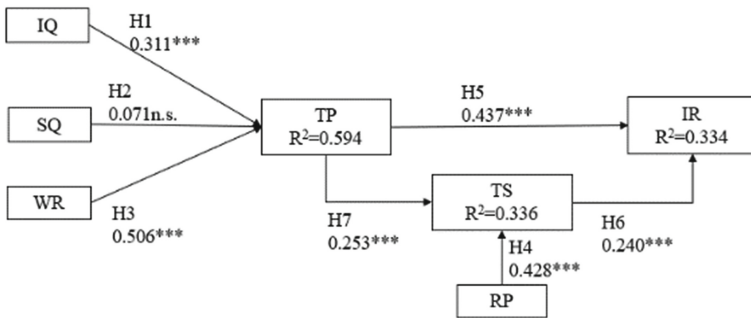 IQ
H1
0.311***
H2
0.071n.s.
SQ
WR
H3
0.506***
TP
R²=0.594
H5
0.437***
IR
R²=0.334
H7
0.253***
TS
R²=0.336
H6
0.240***
H4
0.428***
RP